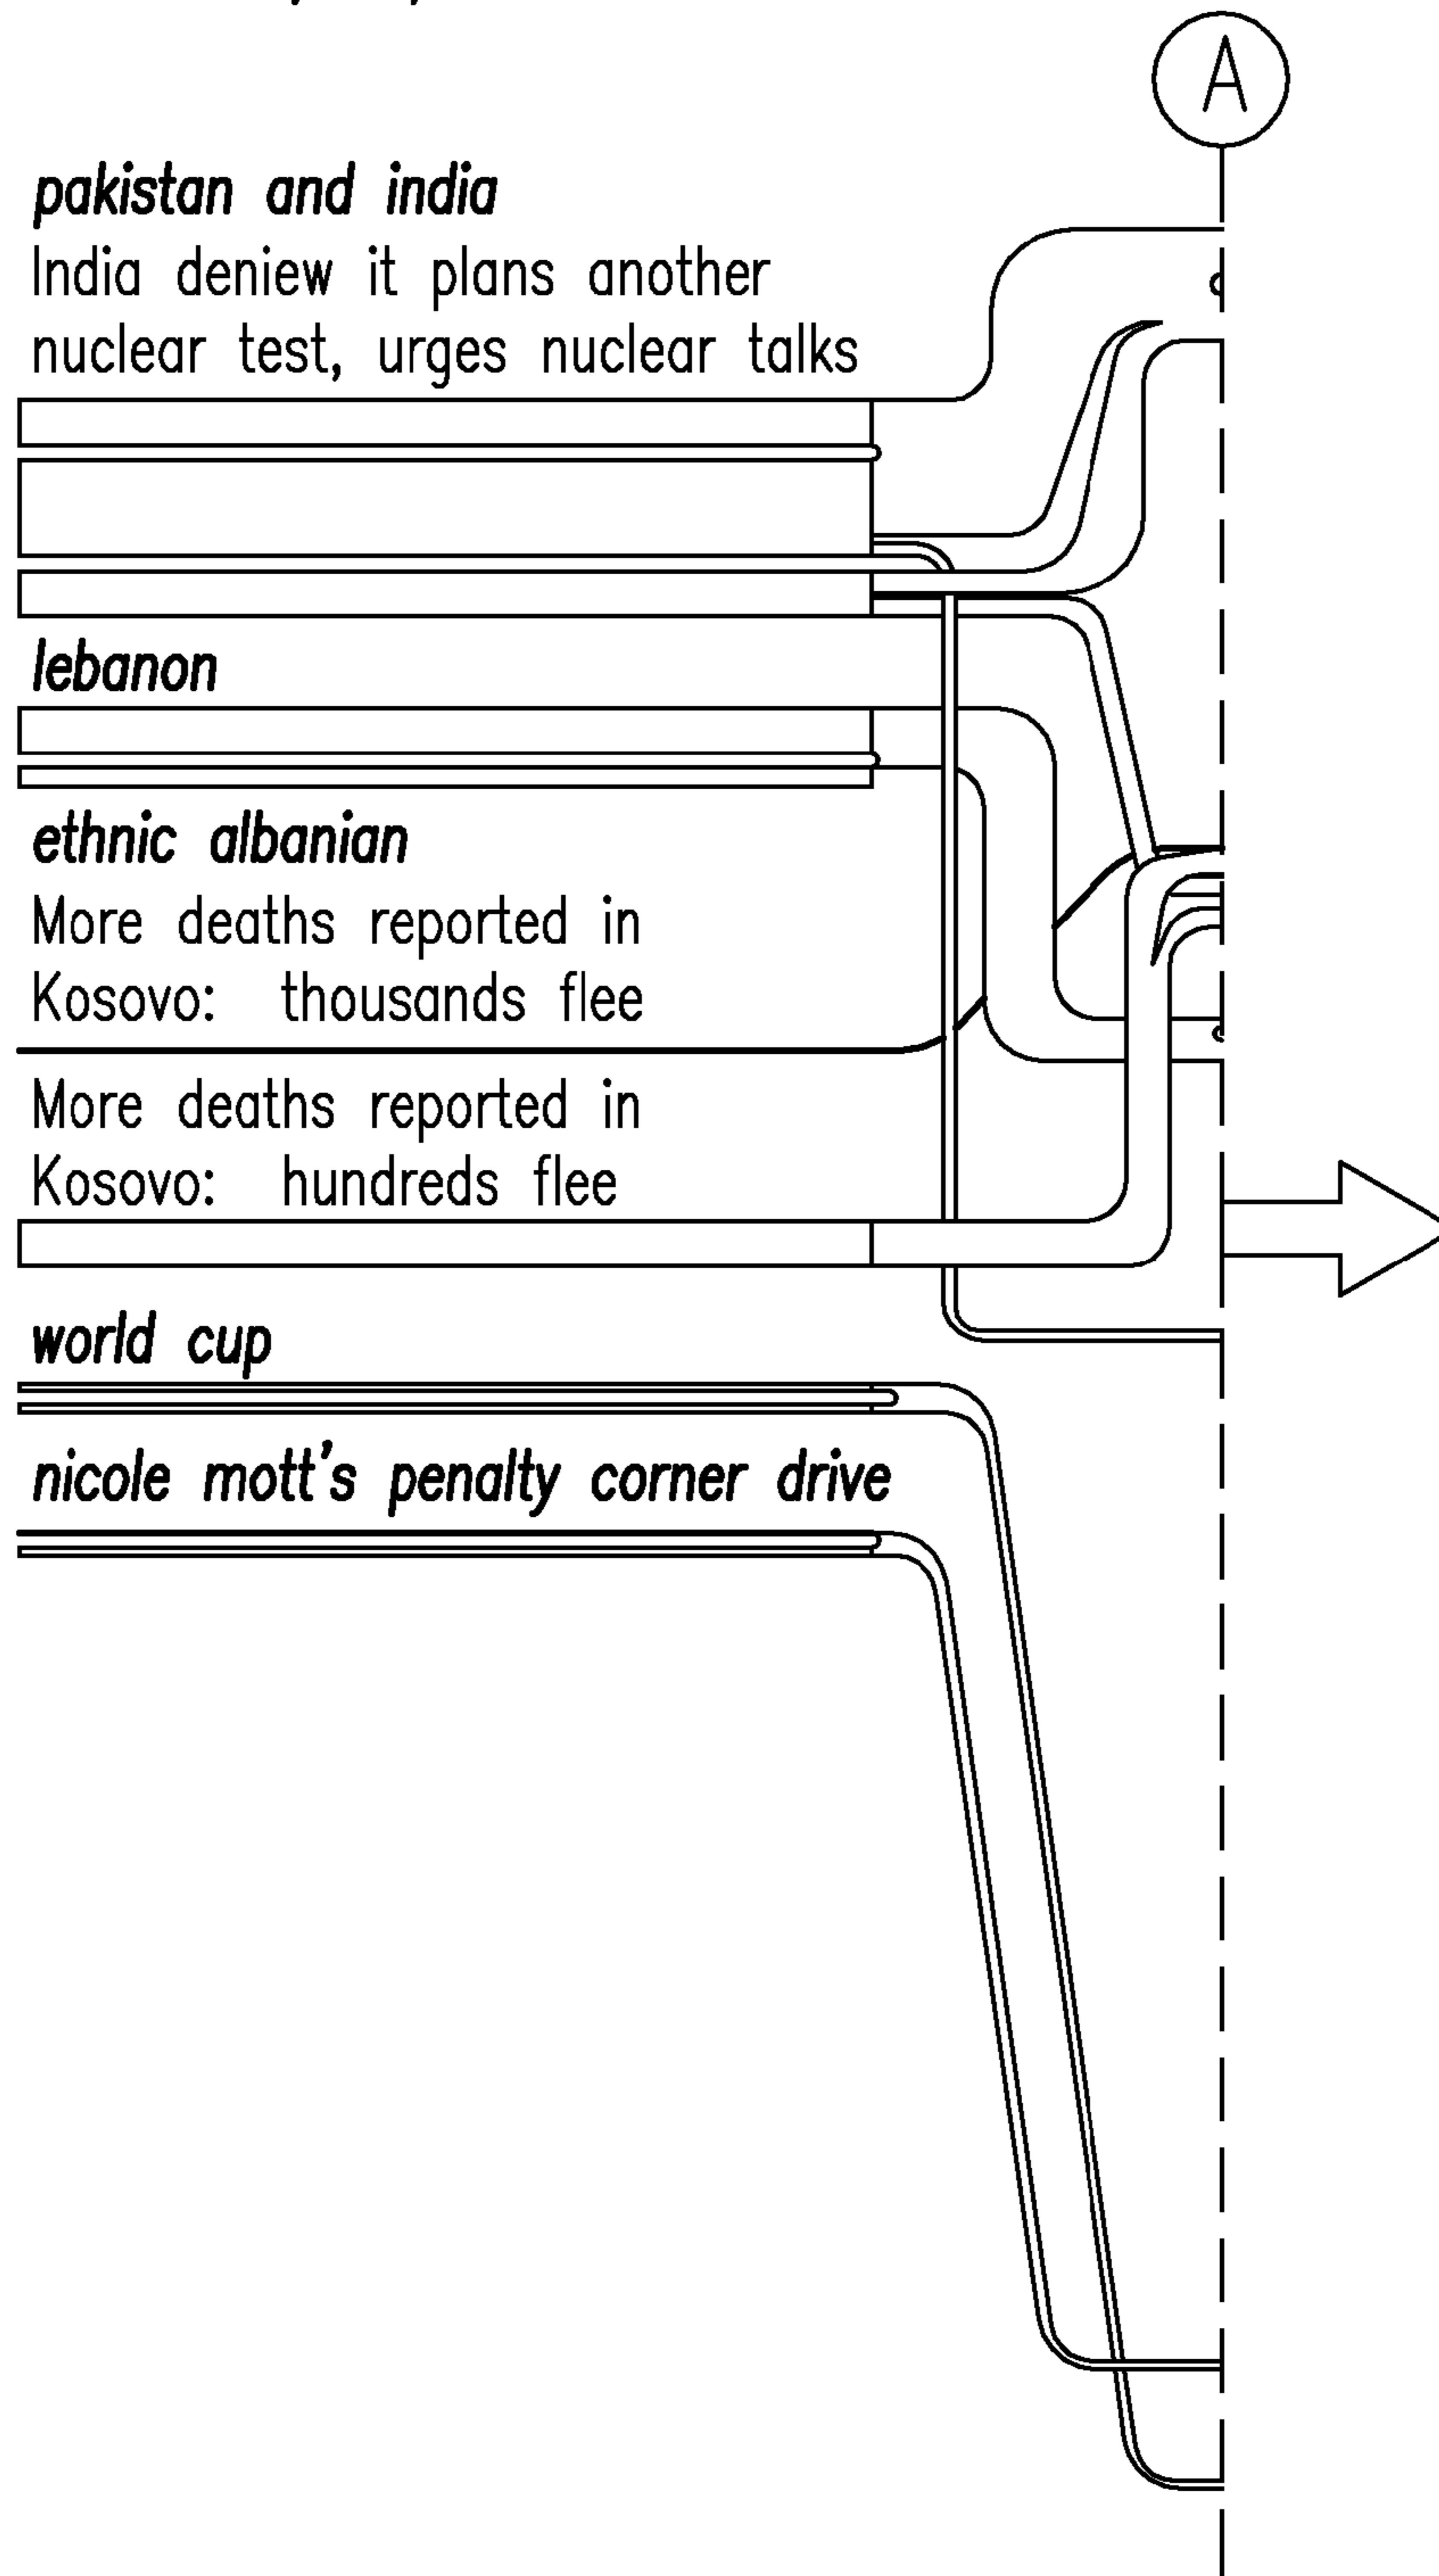 A
pakistan and india
India deniew it plans another
nuclear test, urges nuclear talks
lebanon
ethnic albanian
More deaths reported in
Kosovo: thousands flee
More deaths reported in
Kosovo: hundreds flee
world cup
nicole mott's penalty corner drive